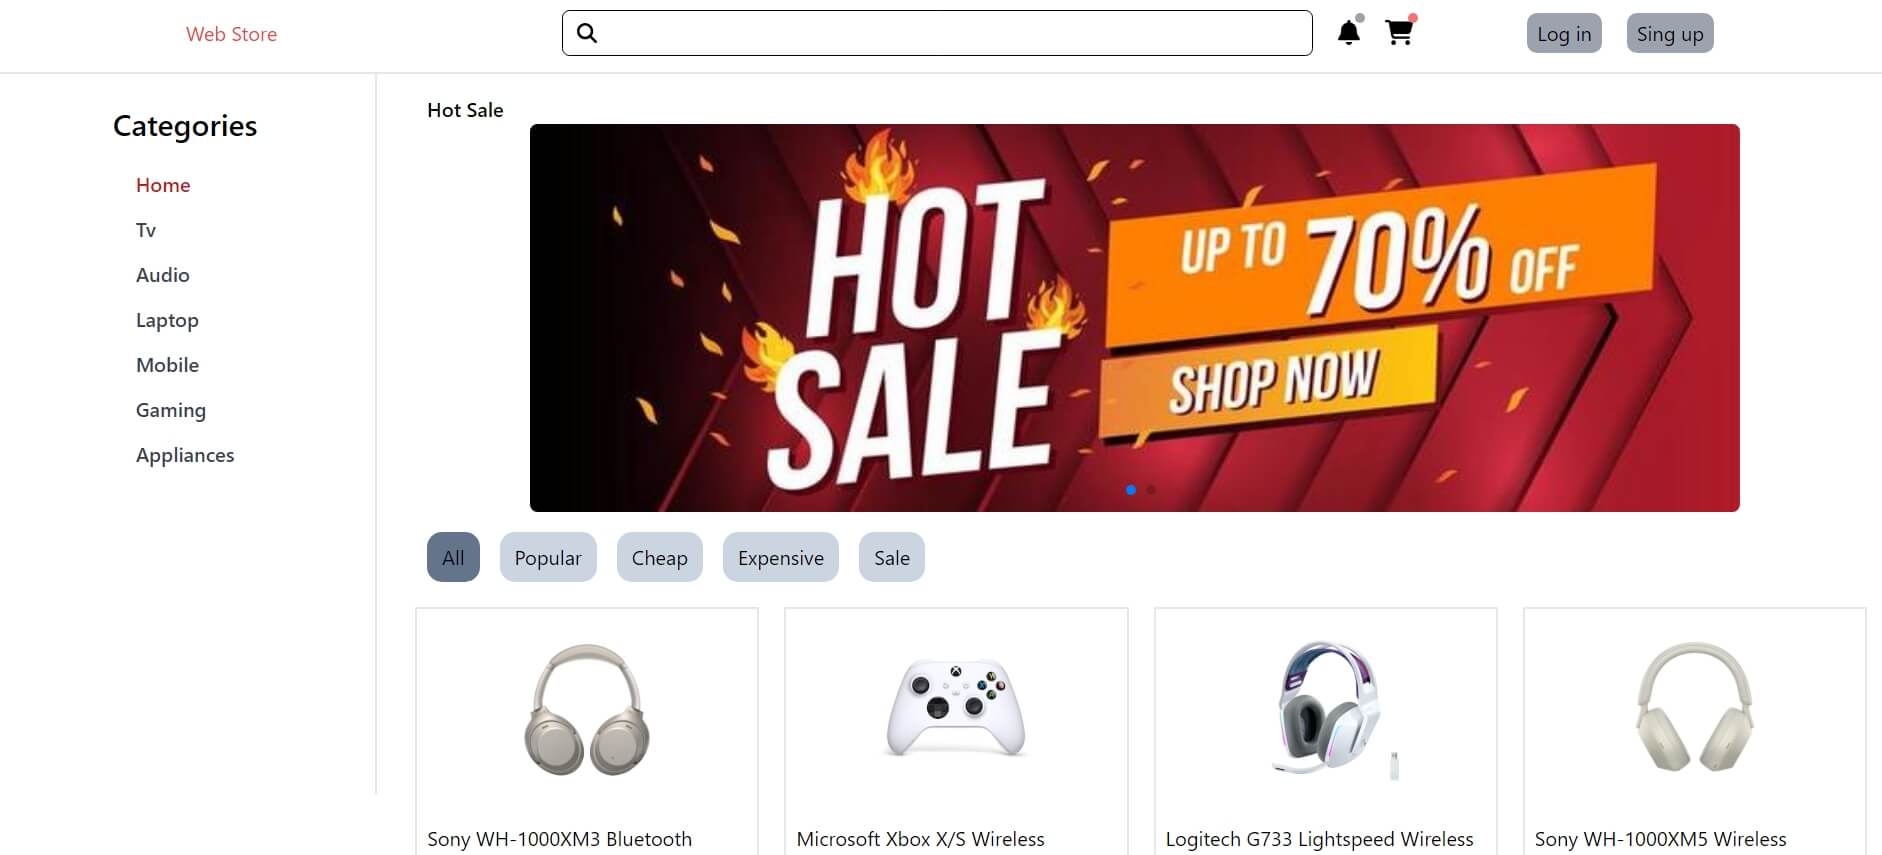 Web Store
Log in
Sing up
Categories
Home
Tv
Audio
Laptop
Mobile
Gaming
Appliances
Hot Sale
HOT
SALE
UP TO 70% OFF
SHOP NOW
All
Popular
Cheap
Expensive
Sale
Sony WH-1000XM3 Bluetooth
Microsoft Xbox X/S Wireless
Logitech G733 Lightspeed Wireless
Sony WH-1000XM5 Wireless